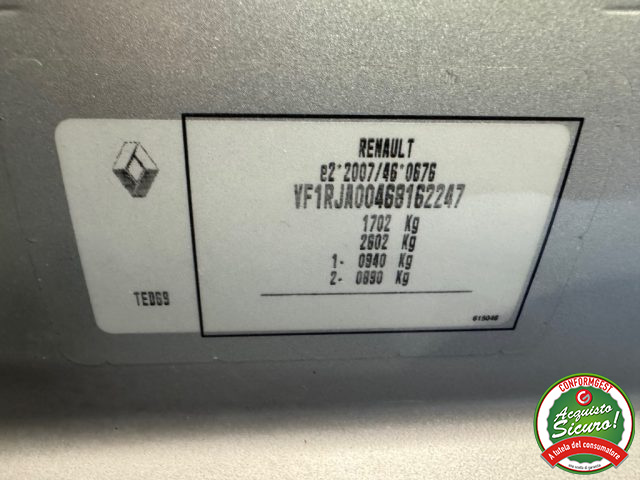 RENAULT
e2*2007/46*0676
VF1RJA00468162247
1702 Kg
2602 Kg
1- 0940 Kg
2- 0890 Kg
TED69
615046
CONFORMGEST
Acquisto
Sicuro!
A tutela del consumatore